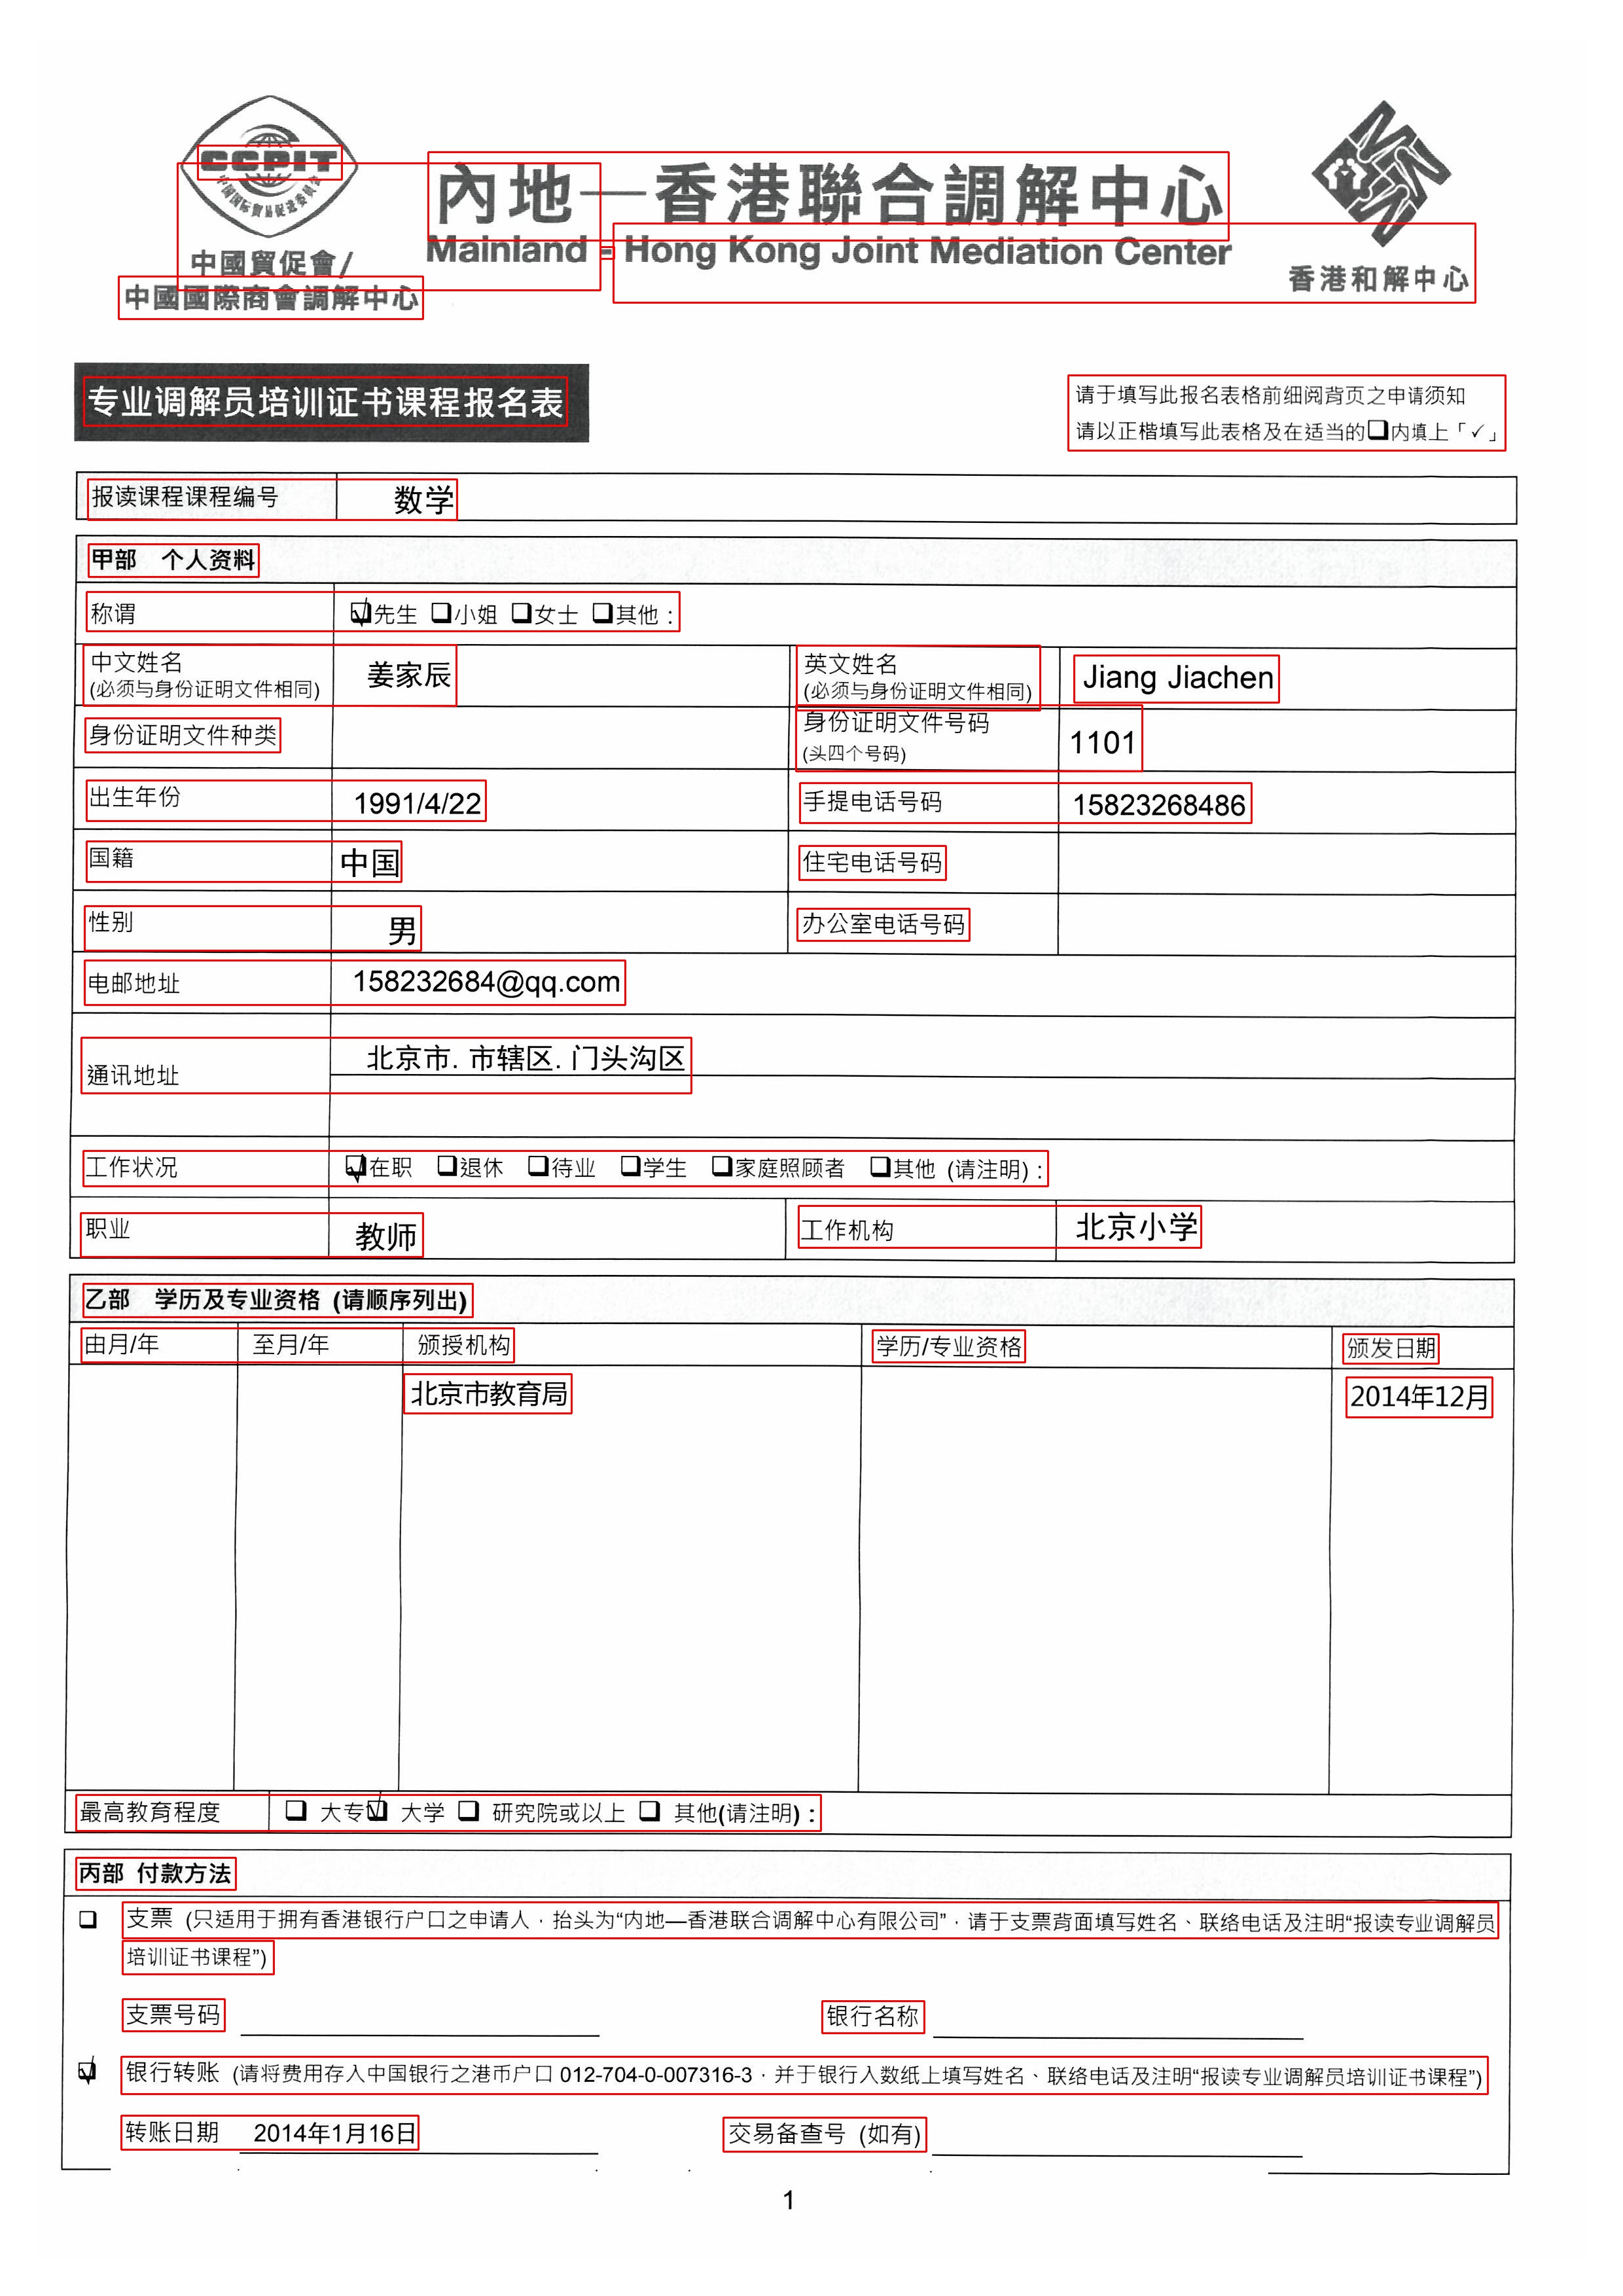 CCPIT
中国国际贸易促进委员会
內地—香港聯合調解中心
Mainland - Hong Kong Joint Mediation Center
中國貿促會/
中國國際商會調解中心
香港和解中心
专业调解员培训证书课程报名表
请于填写此报名表格前细阅背页之申请须知
请以正楷填写此表格及在适当的❑内填上「✓」
报读课程课程编号 数学
甲部 个人资料
称谓 ☑先生 ❑小姐 ❑女士 ❑其他：
中文姓名 姜家辰
(必须与身份证明文件相同)
英文姓名 Jiang Jiachen
(必须与身份证明文件相同)
身份证明文件种类
身份证明文件号码 1101
(头四个号码)
出生年份 1991/4/22
手提电话号码 15823268486
国籍 中国
住宅电话号码
性别 男
办公室电话号码
电邮地址 158232684@qq.com
通讯地址 北京市. 市辖区. 门头沟区
工作状况 ☑在职 ❑退休 ❑待业 ❑学生 ❑家庭照顾者 ❑其他 (请注明)：
职业 教师
工作机构 北京小学
乙部 学历及专业资格 (请顺序列出)
由月/年 至月/年 颁授机构 学历/专业资格 颁发日期
北京市教育局 2014年12月
最高教育程度 ❑ 大专 ☑ 大学 ❑ 研究院或以上 ❑ 其他(请注明)：
丙部 付款方法
❑ 支票 (只适用于拥有香港银行户口之申请人，抬头为“内地—香港联合调解中心有限公司”，请于支票背面填写姓名、联络电话及注明“报读专业调解员
培训证书课程”)
支票号码 银行名称
☑ 银行转账 (请将费用存入中国银行之港币户口 012-704-0-007316-3，并于银行入数纸上填写姓名、联络电话及注明“报读专业调解员培训证书课程”)
转账日期 2014年1月16日 交易备查号 (如有)
1